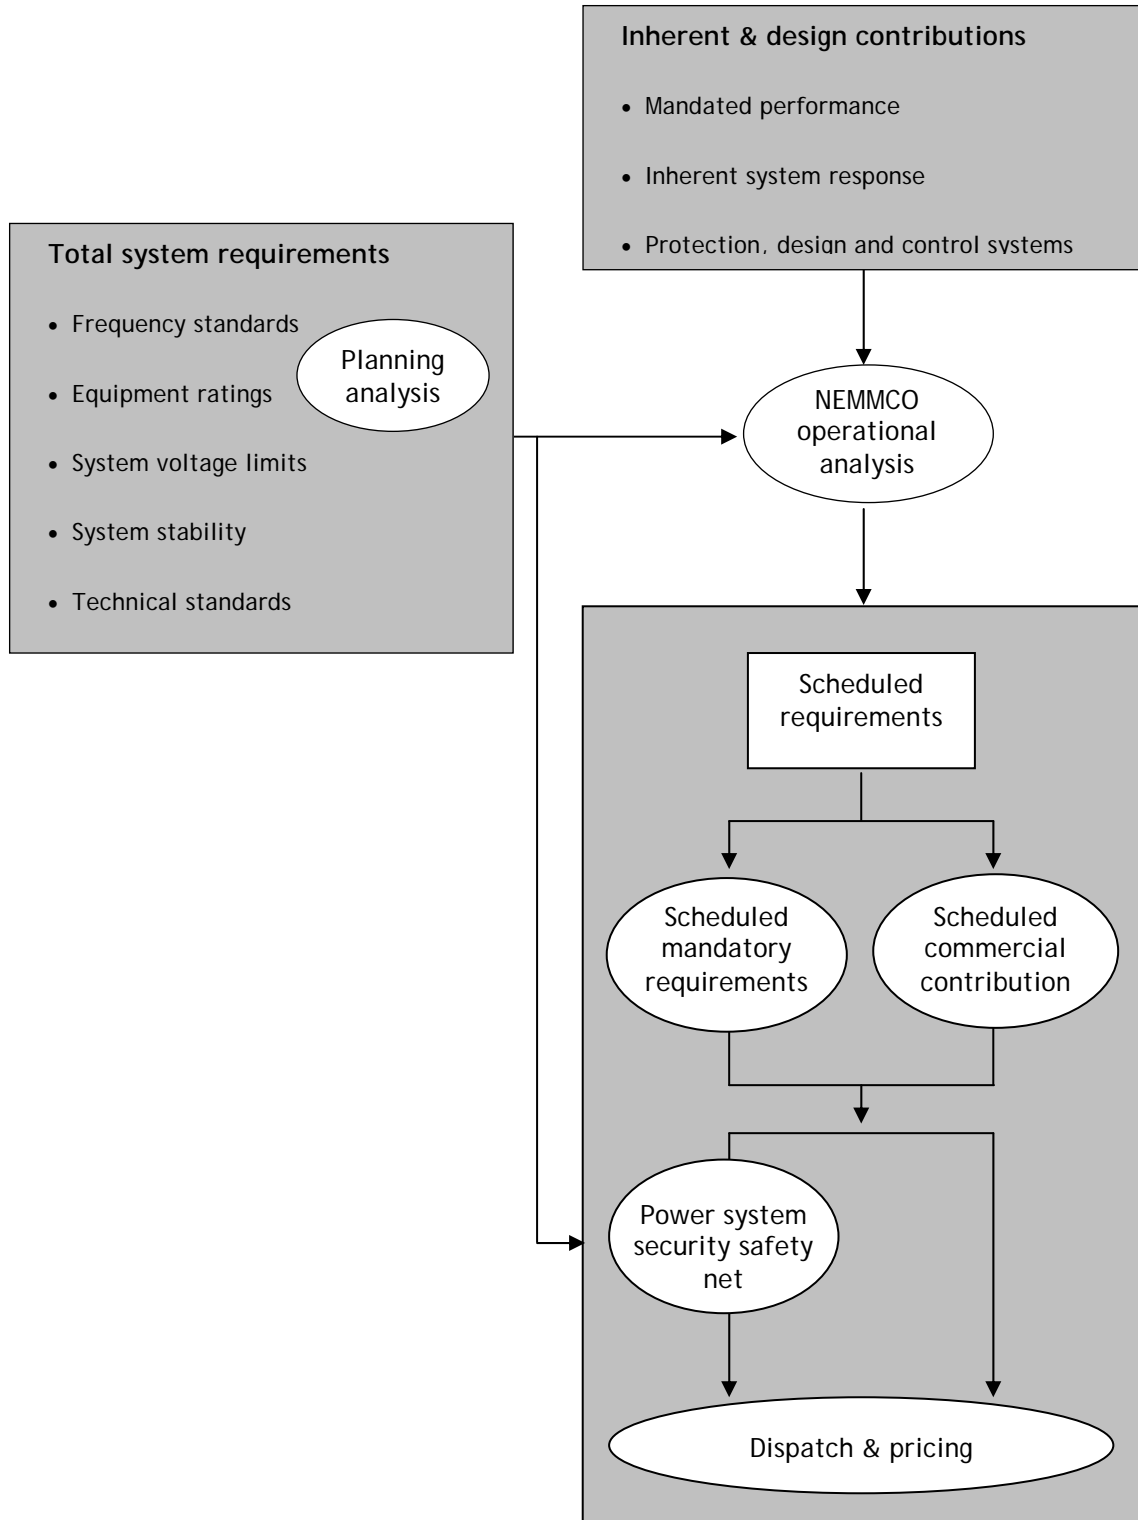 Inherent & design contributions
• Mandated performance
• Inherent system response
• Protection, design and control systems
Total system requirements
• Frequency standards
• Equipment ratings
• System voltage limits
• System stability
• Technical standards
Planning
analysis
NEMMCO
operational
analysis
Scheduled
requirements
Scheduled
mandatory
requirements
Scheduled
commercial
contribution
Power system
security safety
net
Dispatch & pricing